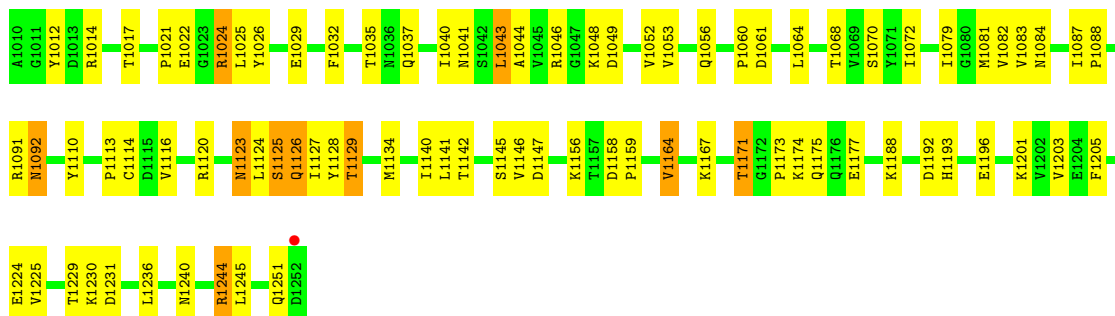 A1010 G1011 Y1012 D1013 R1014 T1017 P1021 E1022 G1023 R1024 L1025 Y1026 E1029 F1032 T1035 N1036 Q1037 I1040 N1041 S1042 L1043 A1044 V1045 R1046 G1047 K1048 D1049 V1052 V1053 Q1056 P1060 D1061 L1064 T1068 V1069 S1070 Y1071 I1072 I1079 G1080 M1081 V1082 V1083 N1084 I1087 P1088
R1091 N1092 Y1110 P1113 C1114 D1115 V1116 R1120 N1123 L1124 S1125 Q1126 I1127 Y1128 T1129 M1134 I1140 L1141 T1142 S1145 V1146 D1147 K1156 T1157 D1158 P1159 V1164 K1167 T1171 G1172 P1173 K1174 Q1175 Q1176 E1177 K1188 D1192 H1193 E1196 K1201 V1202 V1203 E1204 F1205
E1224 V1225 T1229 K1230 D1231 L1236 N1240 R1244 L1245 Q1251 D1252